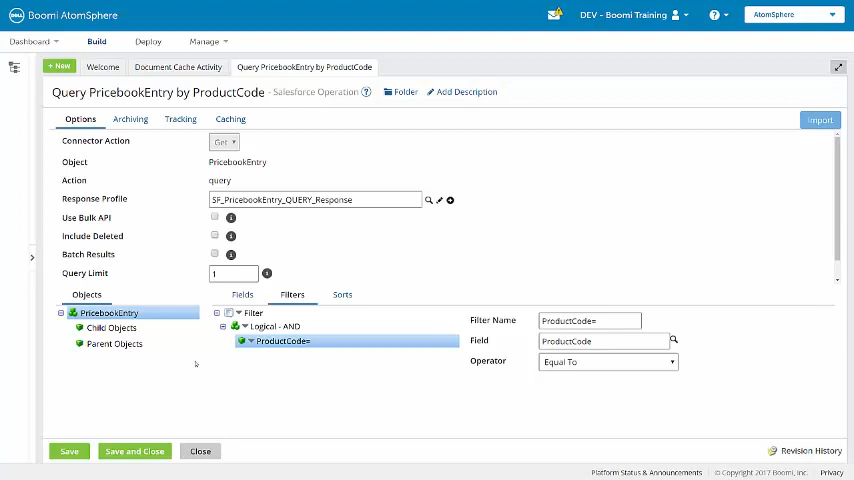 DELL Boomi AtomSphere
DEV - Boomi Training
AtomSphere
Dashboard Build Deploy Manage
+ New Welcome Document Cache Activity Query PricebookEntry by ProductCode
Query PricebookEntry by ProductCode - Salesforce Operation Folder Add Description
Options Archiving Tracking Caching Import
Connector Action Get
Object PricebookEntry
Action query
Response Profile SF_PricebookEntry_QUERY_Response
Use Bulk API
Include Deleted
Batch Results
Query Limit 1
Objects Fields Filters Sorts
PricebookEntry
Child Objects
Parent Objects
Filter
Logical - AND
ProductCode=
Filter Name ProductCode=
Field ProductCode
Operator Equal To
Save Save and Close Close Revision History
Platform Status & Announcements © Copyright 2017 Boomi, Inc. Privacy